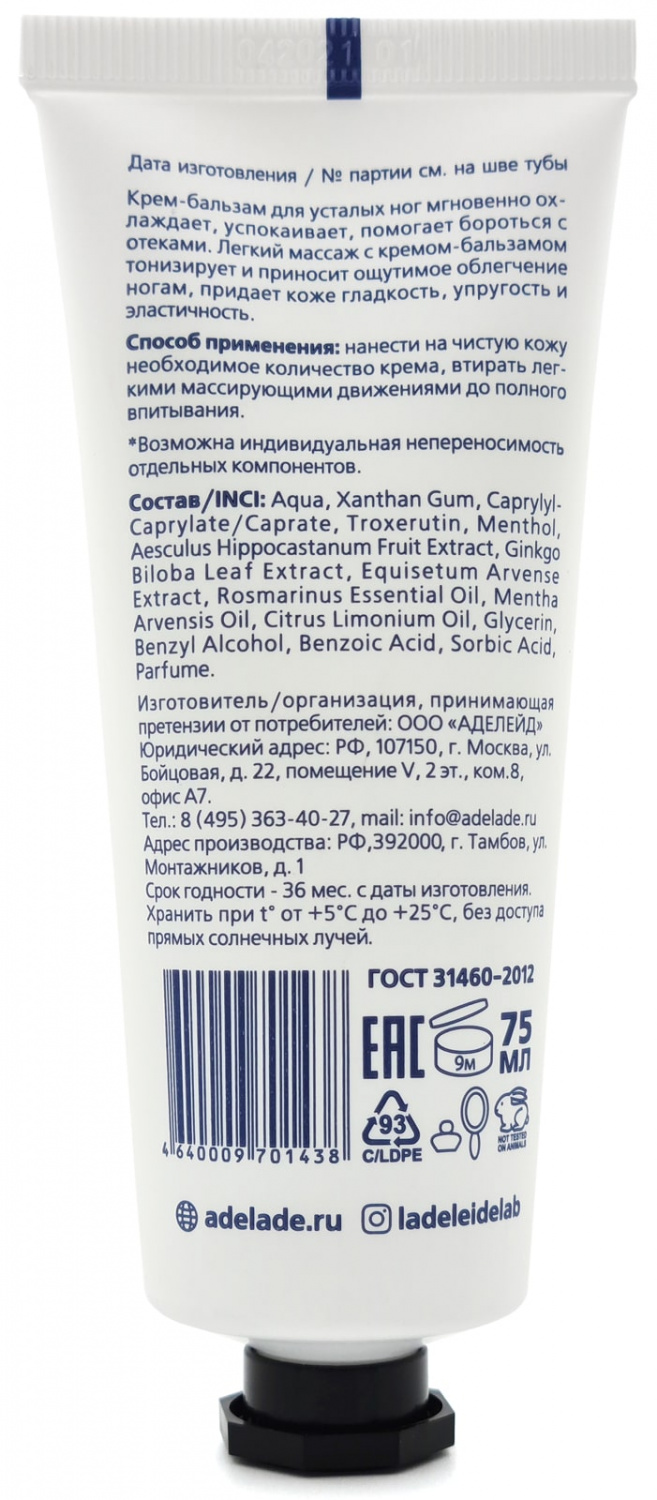 042021 01
Дата изготовления / № партии см. на шве тубы
Крем-бальзам для усталых ног мгновенно ох-
лаждает, успокаивает, помогает бороться с
отеками. Легкий массаж с кремом-бальзамом
тонизирует и приносит ощутимое облегчение
ногам, придает коже гладкость, упругость и
эластичность.
Способ применения: нанести на чистую кожу
необходимое количество крема, втирать лег-
кими массирующими движениями до полного
впитывания.
*Возможна индивидуальная непереносимость
отдельных компонентов.
Состав/INCI: Aqua, Xanthan Gum, Caprylyl-
Caprylate/Caprate, Troxerutin, Menthol,
Aesculus Hippocastanum Fruit Extract, Ginkgo
Biloba Leaf Extract, Equisetum Arvense
Extract, Rosmarinus Essential Oil, Mentha
Arvensis Oil, Citrus Limonium Oil, Glycerin,
Benzyl Alcohol, Benzoic Acid, Sorbic Acid,
Parfume.
Изготовитель/организация, принимающая
претензии от потребителей: ООО «АДЕЛЕЙД»
Юридический адрес: РФ, 107150, г. Москва, ул.
Бойцовая, д. 22, помещение V, 2 эт., ком.8,
офис А7.
Тел.: 8 (495) 363-40-27, mail: info@adelade.ru
Адрес производства: РФ,392000, г. Тамбов, ул.
Монтажников, д. 1
Срок годности - 36 мес. с даты изготовления.
Хранить при t° от +5°C до +25°C, без доступа
прямых солнечных лучей.
ГОСТ 31460-2012
EAC 9М 75
МЛ
93
C/LDPE
NOT TESTED
ON ANIMALS
4 640009 701438
adelade.ru ladeleidelab